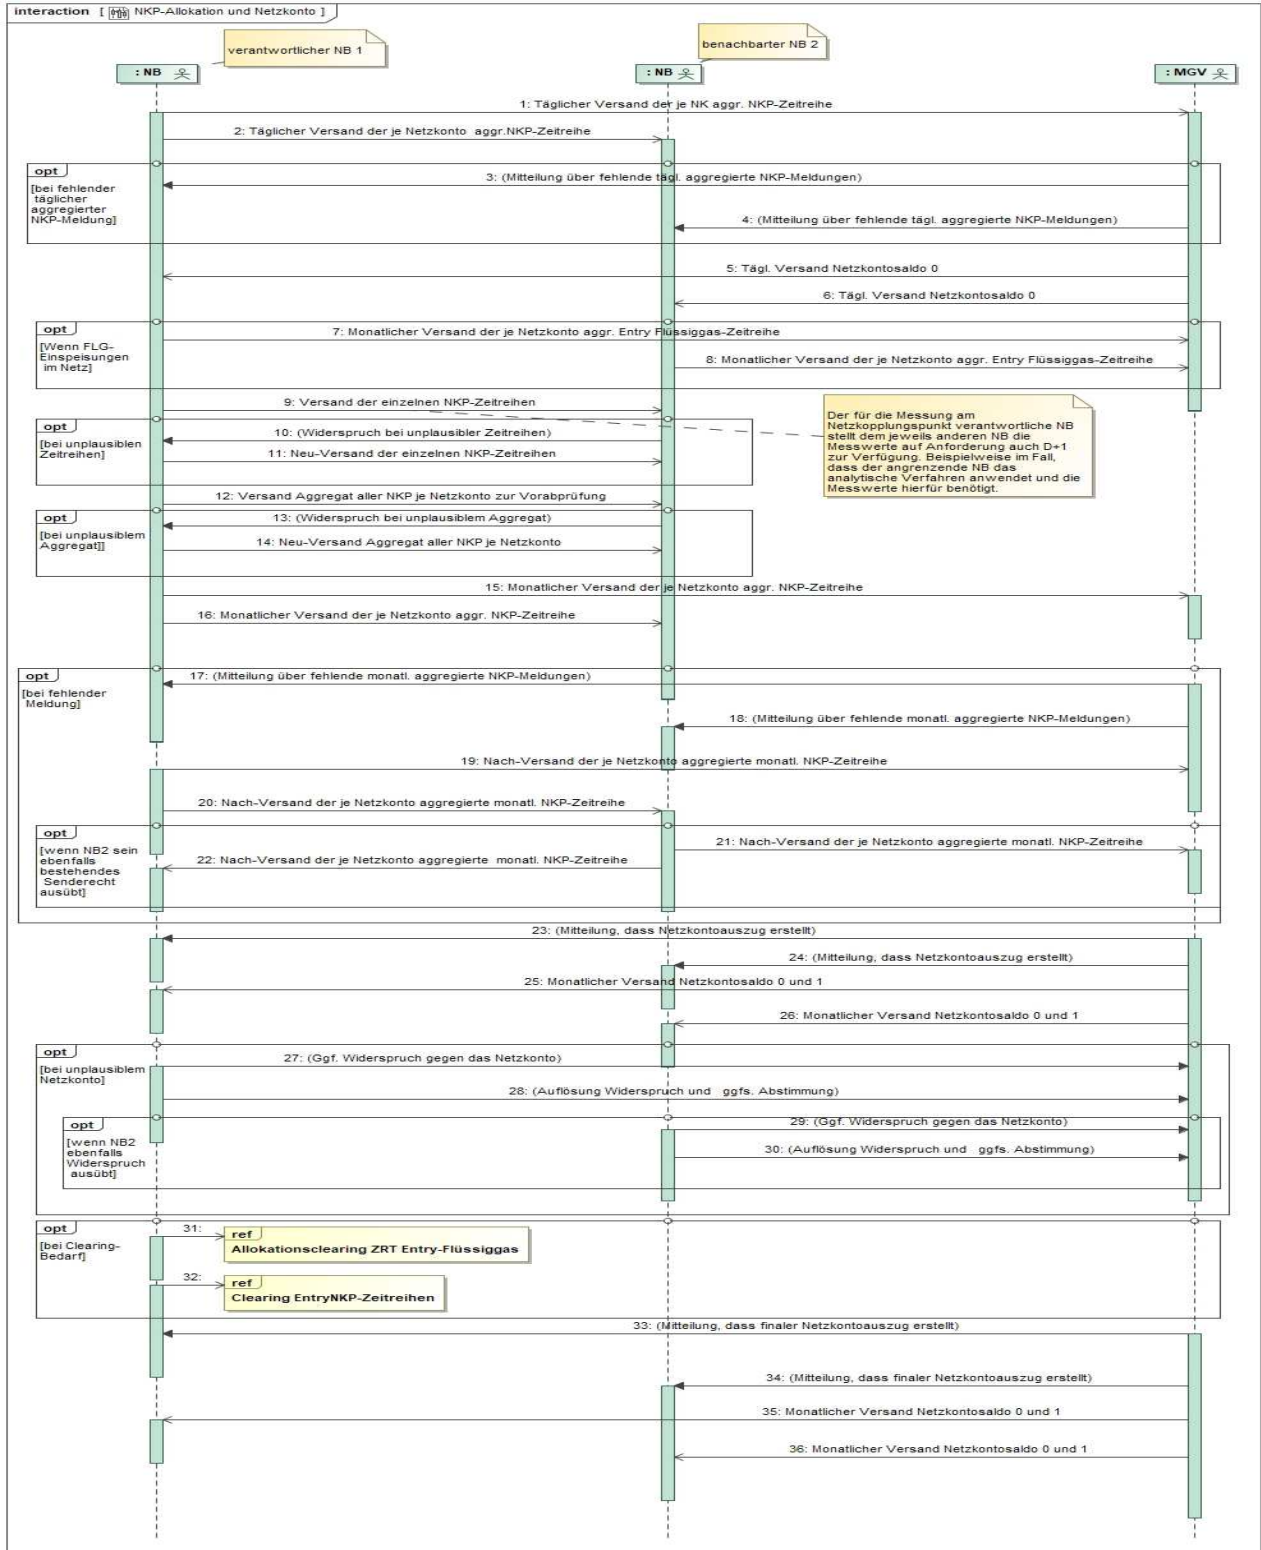 interaction [ NKP-Allokation und Netzkonto ]
verantwortlicher NB 1
benachbarter NB 2
: NB
: NB
: MGV
1: Täglicher Versand der je NK aggr. NKP-Zeitreihe
2: Täglicher Versand der je Netzkonto aggr.NKP-Zeitreihe
opt
[bei fehlender
täglicher
aggregierter
NKP-Meldung]
3: (Mitteilung über fehlende tägl. aggregierte NKP-Meldungen)
4: (Mitteilung über fehlende tägl. aggregierte NKP-Meldungen)
5: Tägl. Versand Netzkontosaldo 0
6: Tägl. Versand Netzkontosaldo 0
opt
[Wenn FLG-
Einspeisungen
im Netz]
7: Monatlicher Versand der je Netzkonto aggr. Entry Flüssiggas-Zeitreihe
8: Monatlicher Versand der je Netzkonto aggr. Entry Flüssiggas-Zeitreihe
9: Versand der einzelnen NKP-Zeitreihen
Der für die Messung am
Netzkopplungspunkt verantwortliche NB
stellt dem jeweils anderen NB die
Messwerte auf Anforderung auch D+1
zur Verfügung. Beispielweise im Fall,
dass der angrenzende NB das
analytische Verfahren anwendet und die
Messwerte hierfür benötigt.
opt
[bei unplausiblen
Zeitreihen]
10: (Widerspruch bei unplausibler Zeitreihen)
11: Neu-Versand der einzelnen NKP-Zeitreihen
12: Versand Aggregat aller NKP je Netzkonto zur Vorabprüfung
opt
[bei unplausiblem
Aggregat]]
13: (Widerspruch bei unplausiblem Aggregat)
14: Neu-Versand Aggregat aller NKP je Netzkonto
15: Monatlicher Versand der je Netzkonto aggr. NKP-Zeitreihe
16: Monatlicher Versand der je Netzkonto aggr. NKP-Zeitreihe
opt
[bei fehlender
Meldung]
17: (Mitteilung über fehlende monatl. aggregierte NKP-Meldungen)
18: (Mitteilung über fehlende monatl. aggregierte NKP-Meldungen)
19: Nach-Versand der je Netzkonto aggregierte monatl. NKP-Zeitreihe
20: Nach-Versand der je Netzkonto aggregierte monatl. NKP-Zeitreihe
opt
[wenn NB2 sein
ebenfalls
bestehendes
Senderecht
ausübt]
21: Nach-Versand der je Netzkonto aggregierte monatl. NKP-Zeitreihe
22: Nach-Versand der je Netzkonto aggregierte monatl. NKP-Zeitreihe
23: (Mitteilung, dass Netzkontoauszug erstellt)
24: (Mitteilung, dass Netzkontoauszug erstellt)
25: Monatlicher Versand Netzkontosaldo 0 und 1
26: Monatlicher Versand Netzkontosaldo 0 und 1
opt
[bei unplausiblem
Netzkonto]
27: (Ggf. Widerspruch gegen das Netzkonto)
28: (Auflösung Widerspruch und ggfs. Abstimmung)
opt
[wenn NB2
ebenfalls
Widerspruch
ausübt]
29: (Ggf. Widerspruch gegen das Netzkonto)
30: (Auflösung Widerspruch und ggfs. Abstimmung)
opt
[bei Clearing-
Bedarf]
31:
ref
Allokationsclearing ZRT Entry-Flüssiggas
32:
ref
Clearing EntryNKP-Zeitreihen
33: (Mitteilung, dass finaler Netzkontoauszug erstellt)
34: (Mitteilung, dass finaler Netzkontoauszug erstellt)
35: Monatlicher Versand Netzkontosaldo 0 und 1
36: Monatlicher Versand Netzkontosaldo 0 und 1